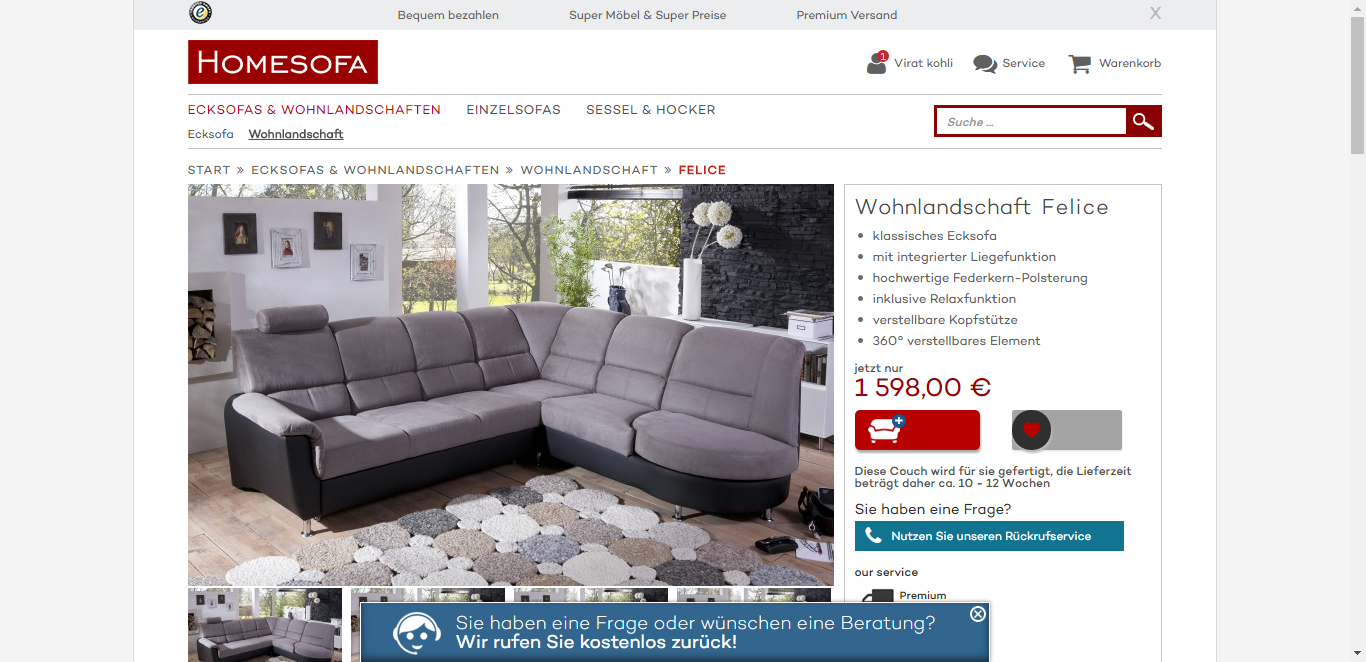 Bequem bezahlen
Super Möbel & Super Preise
Premium Versand
X
HOMESOFA
1
Virat kohli
Service
Warenkorb
ECKSOFAS & WOHNLANDSCHAFTEN
EINZELSOFAS
SESSEL & HOCKER
Ecksofa
Wohnlandschaft
Suche ...
START » ECKSOFAS & WOHNLANDSCHAFTEN » WOHNLANDSCHAFT » FELICE
Wohnlandschaft Felice
klassisches Ecksofa
mit integrierter Liegefunktion
hochwertige Federkern-Polsterung
inklusive Relaxfunktion
verstellbare Kopfstütze
360° verstellbares Element
jetzt nur
1 598,00 €
Diese Couch wird für sie gefertigt, die Lieferzeit
beträgt daher ca. 10 - 12 Wochen
Sie haben eine Frage?
Nutzen Sie unseren Rückrufservice
our service
Premium
Sie haben eine Frage oder wünschen eine Beratung?
Wir rufen Sie kostenlos zurück!